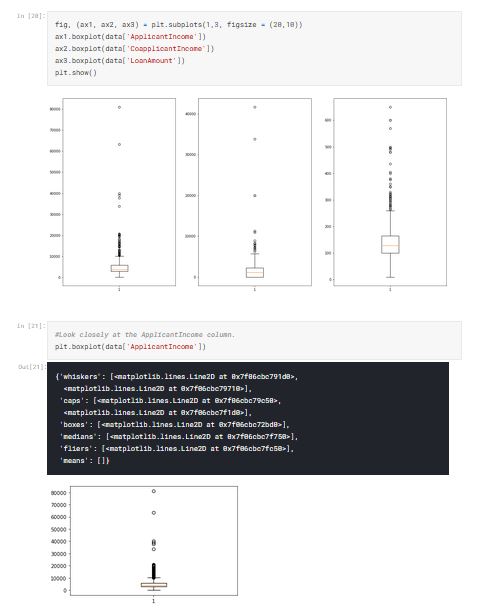 In [20]:
fig, (ax1, ax2, ax3) = plt.subplots(1,3, figsize = (20,10))
ax1.boxplot(data['ApplicantIncome'])
ax2.boxplot(data['CoapplicantIncome'])
ax3.boxplot(data['LoanAmount'])
plt.show()
80000
70000
60000
50000
40000
30000
20000
10000
0
1
40000
30000
20000
10000
0
1
600
500
400
300
200
100
0
1
In [21]:
#Look closely at the ApplicantIncome column.
plt.boxplot(data['ApplicantIncome'])
Out[21]:
{'whiskers': [<matplotlib.lines.Line2D at 0x7f06cbc791d0>,
<matplotlib.lines.Line2D at 0x7f06cbc79710>],
'caps': [<matplotlib.lines.Line2D at 0x7f06cbc79c50>,
<matplotlib.lines.Line2D at 0x7f06cbc7f1d0>],
'boxes': [<matplotlib.lines.Line2D at 0x7f06cbc72bd0>],
'medians': [<matplotlib.lines.Line2D at 0x7f06cbc7f750>],
'fliers': [<matplotlib.lines.Line2D at 0x7f06cbc7fc50>],
'means': []}
80000
70000
60000
50000
40000
30000
20000
10000
0
1